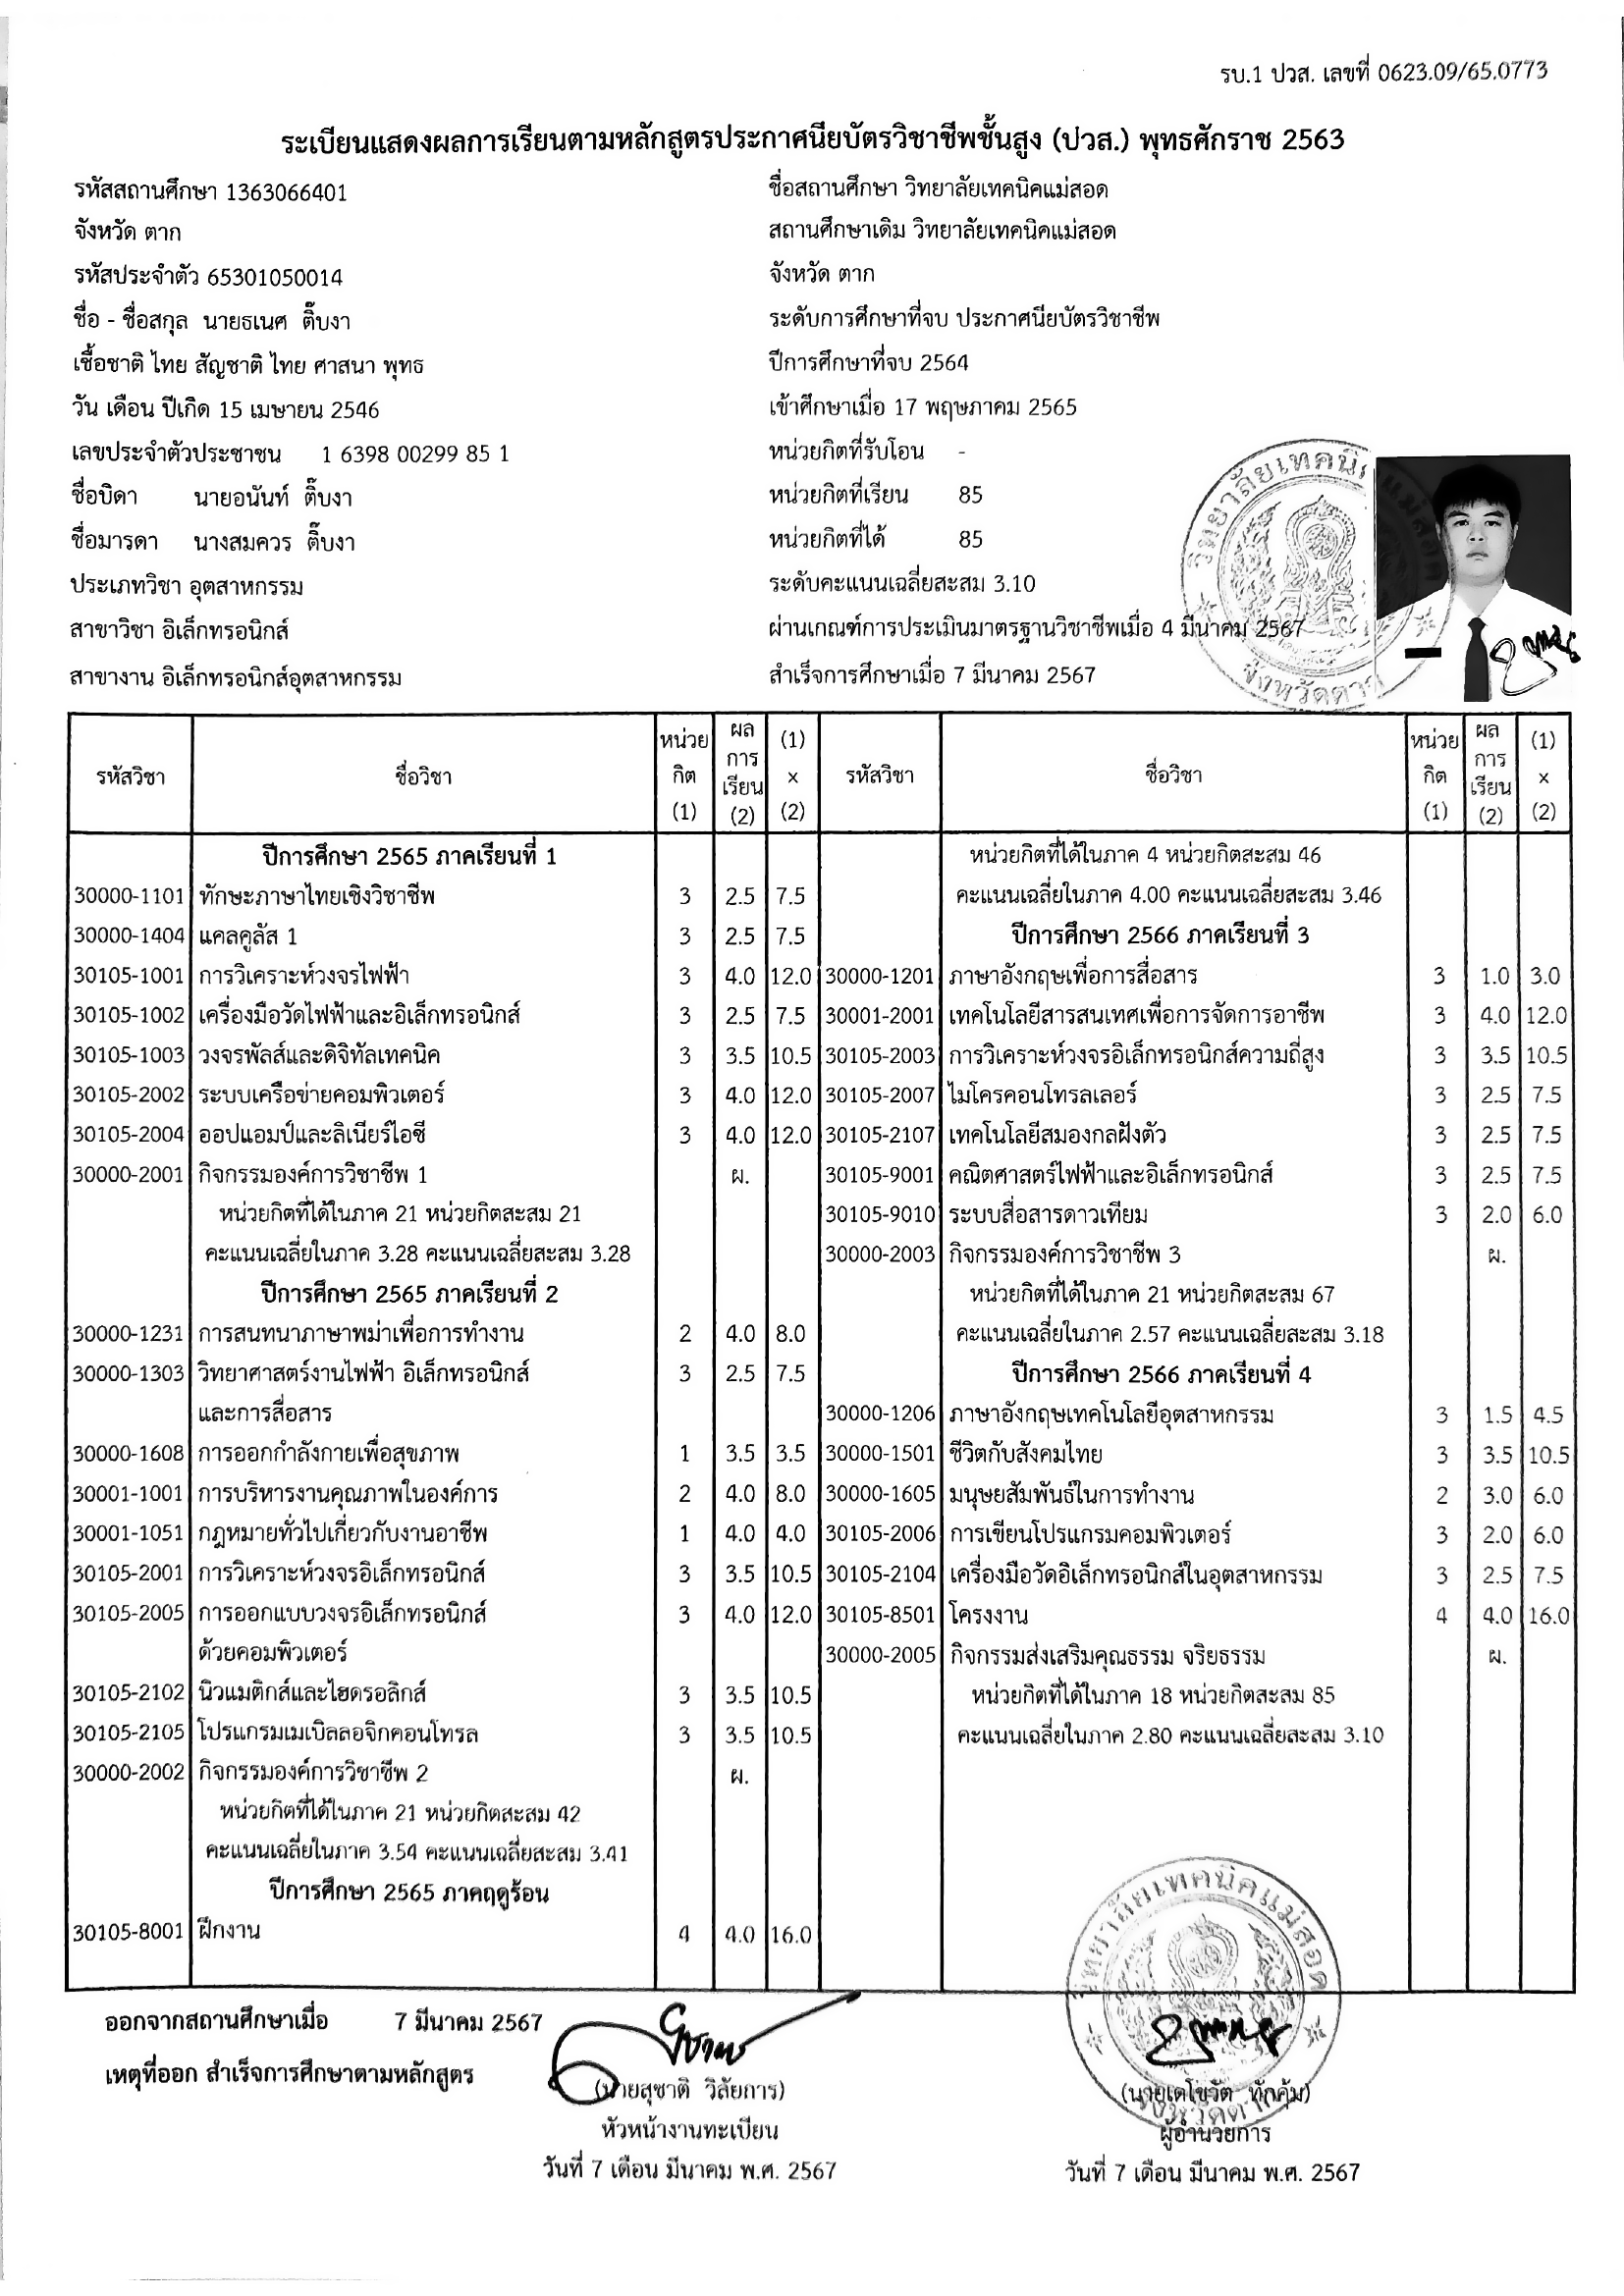 รบ.1 ปวส. เลขที่ 0623.09/65.0773
ระเบียนแสดงผลการเรียนตามหลักสูตรประกาศนียบัตรวิชาชีพชั้นสูง (ปวส.) พุทธศักราช 2563
รหัสสถานศึกษา 1363066401
จังหวัด ตาก
รหัสประจำตัว 65301050014
ชื่อ - ชื่อสกุล นายธเนศ ติ๊บงา
เชื้อชาติ ไทย สัญชาติ ไทย ศาสนา พุทธ
วัน เดือน ปีเกิด 15 เมษายน 2546
เลขประจำตัวประชาชน 1 6398 00299 85 1
ชื่อบิดา นายอนันท์ ติ๊บงา
ชื่อมารดา นางสมควร ติ๊บงา
ประเภทวิชา อุตสาหกรรม
สาขาวิชา อิเล็กทรอนิกส์
สาขางาน อิเล็กทรอนิกส์อุตสาหกรรม
ชื่อสถานศึกษา วิทยาลัยเทคนิคแม่สอด
สถานศึกษาเดิม วิทยาลัยเทคนิคแม่สอด
จังหวัด ตาก
ระดับการศึกษาที่จบ ประกาศนียบัตรวิชาชีพ
ปีการศึกษาที่จบ 2564
เข้าศึกษาเมื่อ 17 พฤษภาคม 2565
หน่วยกิตที่รับโอน -
หน่วยกิตที่เรียน 85
หน่วยกิตที่ได้ 85
ระดับคะแนนเฉลี่ยสะสม 3.10
ผ่านเกณฑ์การประเมินมาตรฐานวิชาชีพเมื่อ 4 มีนาคม 2567
สำเร็จการศึกษาเมื่อ 7 มีนาคม 2567
วิทยาลัยเทคนิคแม่สอด
จังหวัดตาก
รหัสวิชา ชื่อวิชา หน่วยกิต (1) ผลการเรียน (2) (1) x (2)
ปีการศึกษา 2565 ภาคเรียนที่ 1
30000-1101 ทักษะภาษาไทยเชิงวิชาชีพ 3 2.5 7.5
30000-1404 แคลคูลัส 1 3 2.5 7.5
30105-1001 การวิเคราะห์วงจรไฟฟ้า 3 4.0 12.0
30105-1002 เครื่องมือวัดไฟฟ้าและอิเล็กทรอนิกส์ 3 2.5 7.5
30105-1003 วงจรพัลส์และดิจิทัลเทคนิค 3 3.5 10.5
30105-2002 ระบบเครือข่ายคอมพิวเตอร์ 3 4.0 12.0
30105-2004 ออปแอมป์และลิเนียร์ไอซี 3 4.0 12.0
30000-2001 กิจกรรมองค์การวิชาชีพ 1 ผ.
หน่วยกิตที่ได้ในภาค 21 หน่วยกิตสะสม 21
คะแนนเฉลี่ยในภาค 3.28 คะแนนเฉลี่ยสะสม 3.28
ปีการศึกษา 2565 ภาคเรียนที่ 2
30000-1231 การสนทนาภาษาพม่าเพื่อการทำงาน 2 4.0 8.0
30000-1303 วิทยาศาสตร์งานไฟฟ้า อิเล็กทรอนิกส์ 3 2.5 7.5
และการสื่อสาร
30000-1608 การออกกำลังกายเพื่อสุขภาพ 1 3.5 3.5
30001-1001 การบริหารงานคุณภาพในองค์การ 2 4.0 8.0
30001-1051 กฎหมายทั่วไปเกี่ยวกับงานอาชีพ 1 4.0 4.0
30105-2001 การวิเคราะห์วงจรอิเล็กทรอนิกส์ 3 3.5 10.5
30105-2005 การออกแบบวงจรอิเล็กทรอนิกส์ 3 4.0 12.0
ด้วยคอมพิวเตอร์
30105-2102 นิวแมติกส์และไฮดรอลิกส์ 3 3.5 10.5
30105-2105 โปรแกรมเมเบิลลอจิกคอนโทรล 3 3.5 10.5
30000-2002 กิจกรรมองค์การวิชาชีพ 2 ผ.
หน่วยกิตที่ได้ในภาค 21 หน่วยกิตสะสม 42
คะแนนเฉลี่ยในภาค 3.54 คะแนนเฉลี่ยสะสม 3.41
ปีการศึกษา 2565 ภาคฤดูร้อน
30105-8001 ฝึกงาน 4 4.0 16.0
รหัสวิชา ชื่อวิชา หน่วยกิต (1) ผลการเรียน (2) (1) x (2)
หน่วยกิตที่ได้ในภาค 4 หน่วยกิตสะสม 46
คะแนนเฉลี่ยในภาค 4.00 คะแนนเฉลี่ยสะสม 3.46
ปีการศึกษา 2566 ภาคเรียนที่ 3
30000-1201 ภาษาอังกฤษเพื่อการสื่อสาร 3 1.0 3.0
30001-2001 เทคโนโลยีสารสนเทศเพื่อการจัดการอาชีพ 3 4.0 12.0
30105-2003 การวิเคราะห์วงจรอิเล็กทรอนิกส์ความถี่สูง 3 3.5 10.5
30105-2007 ไมโครคอนโทรลเลอร์ 3 2.5 7.5
30105-2107 เทคโนโลยีสมองกลฝังตัว 3 2.5 7.5
30105-9001 คณิตศาสตร์ไฟฟ้าและอิเล็กทรอนิกส์ 3 2.5 7.5
30105-9010 ระบบสื่อสารดาวเทียม 3 2.0 6.0
30000-2003 กิจกรรมองค์การวิชาชีพ 3 ผ.
หน่วยกิตที่ได้ในภาค 21 หน่วยกิตสะสม 67
คะแนนเฉลี่ยในภาค 2.57 คะแนนเฉลี่ยสะสม 3.18
ปีการศึกษา 2566 ภาคเรียนที่ 4
30000-1206 ภาษาอังกฤษเทคโนโลยีอุตสาหกรรม 3 1.5 4.5
30000-1501 ชีวิตกับสังคมไทย 3 3.5 10.5
30000-1605 มนุษยสัมพันธ์ในการทำงาน 2 3.0 6.0
30105-2006 การเขียนโปรแกรมคอมพิวเตอร์ 3 2.0 6.0
30105-2104 เครื่องมือวัดอิเล็กทรอนิกส์ในอุตสาหกรรม 3 2.5 7.5
30105-8501 โครงงาน 4 4.0 16.0
30000-2005 กิจกรรมส่งเสริมคุณธรรม จริยธรรม ผ.
หน่วยกิตที่ได้ในภาค 18 หน่วยกิตสะสม 85
คะแนนเฉลี่ยในภาค 2.80 คะแนนเฉลี่ยสะสม 3.10
ออกจากสถานศึกษาเมื่อ 7 มีนาคม 2567
เหตุที่ออก สำเร็จการศึกษาตามหลักสูตร
(นายสุชาติ วิลัยการ)
หัวหน้างานทะเบียน
วันที่ 7 เดือน มีนาคม พ.ศ. 2567
วิทยาลัยเทคนิคแม่สอด
จังหวัดตาก
(นายเดโชวัต ทักคุ้ม)
ผู้อำนวยการ
วันที่ 7 เดือน มีนาคม พ.ศ. 2567